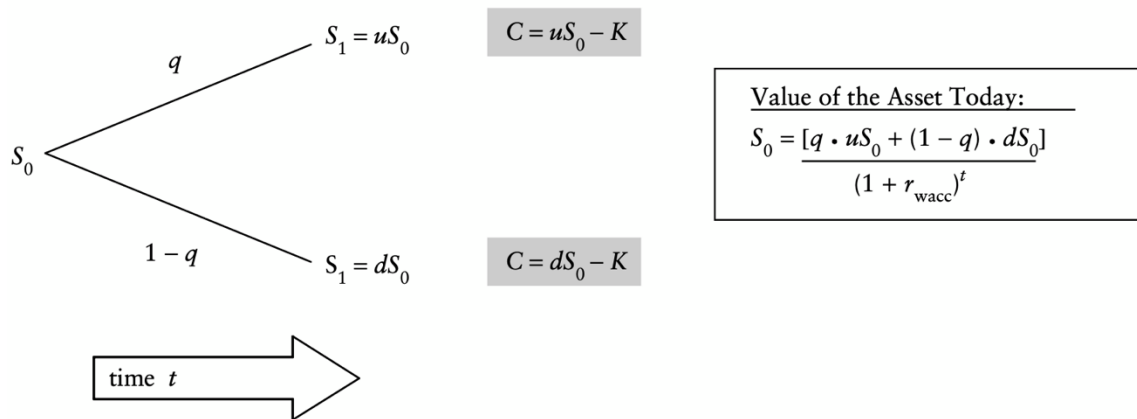 S₁ = uS₀
C = uS₀ – K
q
Value of the Asset Today:
S₀ = [q • uS₀ + (1 – q) • dS₀]
(1 + r_wacc)ᵗ
S₀
1 – q
S₁ = dS₀
C = dS₀ – K
time t